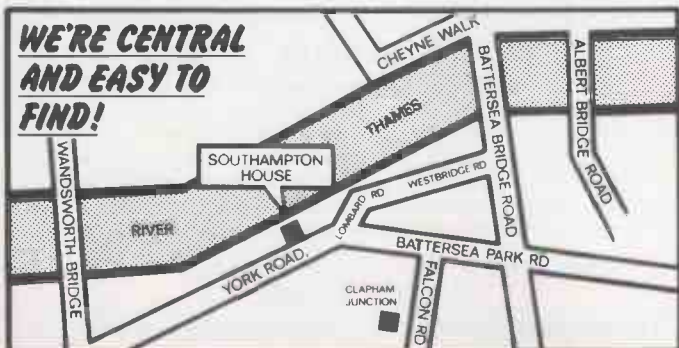 WE'RE CENTRAL
AND EASY TO
FIND!
CHEYNE WALK
BATTERSEA BRIDGE ROAD
ALBERT BRIDGE ROAD
WANDSWORTH BRIDGE
RIVER
THAMES
SOUTHAMPTON
HOUSE
YORK ROAD.
LOMBARD RD
WESTBRIDGE RD
BATTERSEA PARK RD
FALCON RD
CLAPHAM
JUNCTION